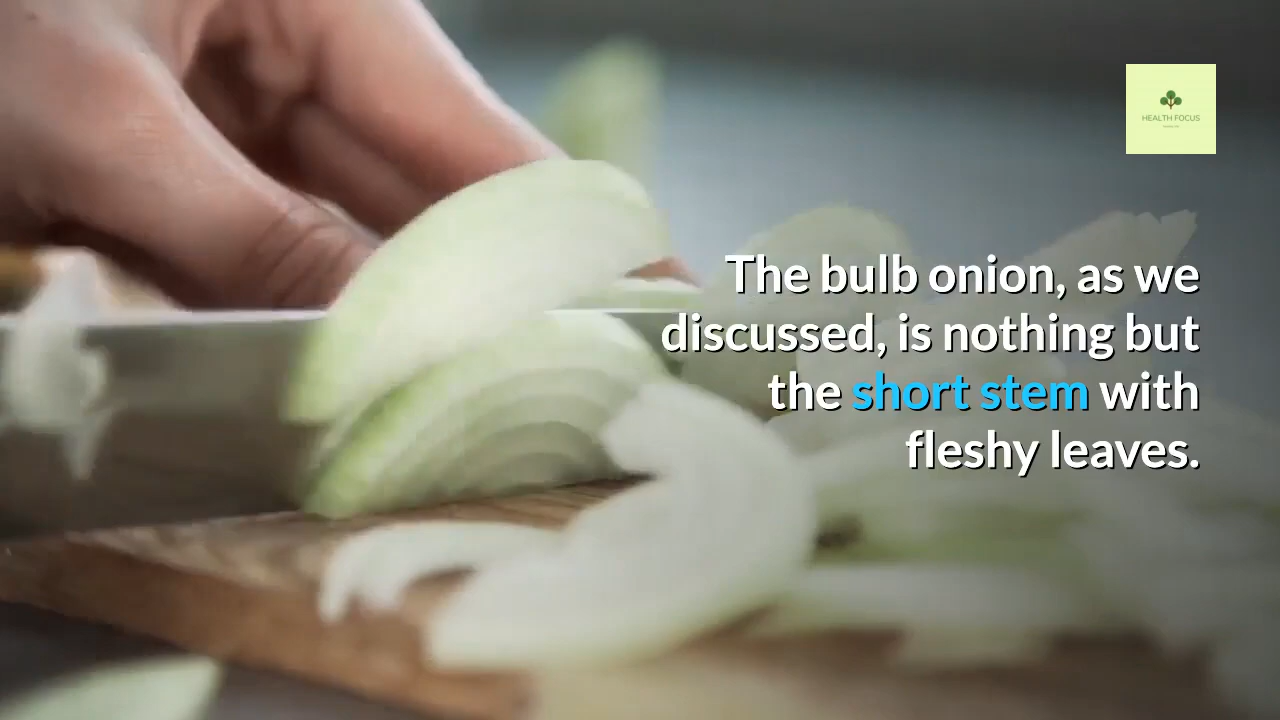 HEALTH FOCUS
The bulb onion, as we
discussed, is nothing but
the short stem with
fleshy leaves.